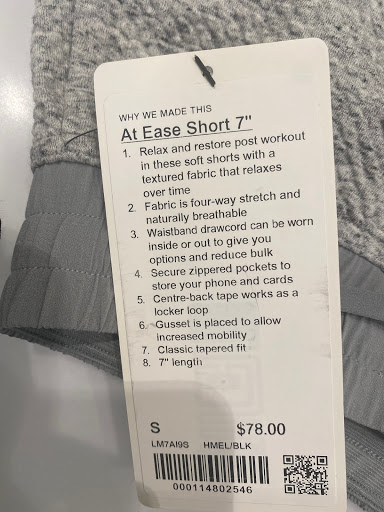 WHY WE MADE THIS
At Ease Short 7"
1. Relax and restore post workout
in these soft shorts with a
textured fabric that relaxes
over time
2. Fabric is four-way stretch and
naturally breathable
3. Waistband drawcord can be worn
inside or out to give you
options and reduce bulk
4. Secure zippered pockets to
store your phone and cards
5. Centre-back tape works as a
locker loop
6. Gusset is placed to allow
increased mobility
7. Classic tapered fit
8. 7" length
S $78.00
LM7AI9S HMEL/BLK
000114802546